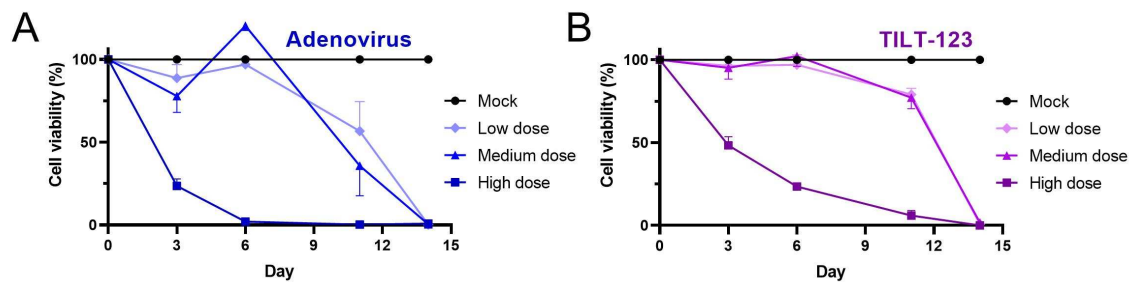 A
Adenovirus
Cell viability (%)
100
50
0
0 3 6 9 12 15
Day
Mock
Low dose
Medium dose
High dose
B
TILT-123
Cell viability (%)
100
50
0
0 3 6 9 12 15
Day
Mock
Low dose
Medium dose
High dose